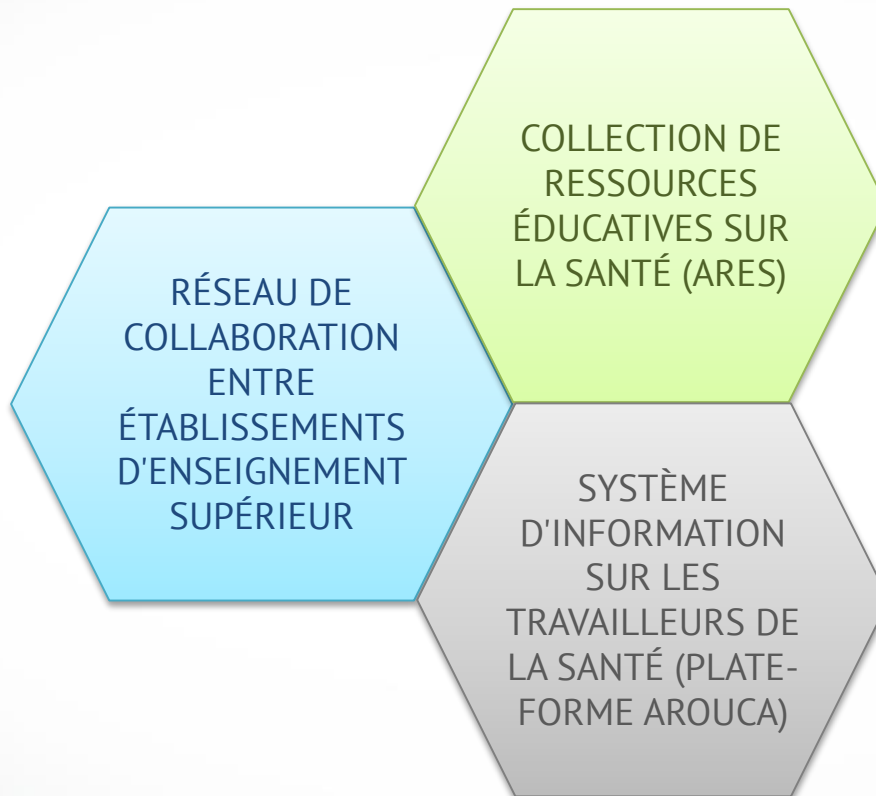 COLLECTION DE
RESSOURCES
ÉDUCATIVES SUR
LA SANTÉ (ARES)
RÉSEAU DE
COLLABORATION
ENTRE
ÉTABLISSEMENTS
D'ENSEIGNEMENT
SUPÉRIEUR
SYSTÈME
D'INFORMATION
SUR LES
TRAVAILLEURS DE
LA SANTÉ (PLATE-
FORME AROUCA)